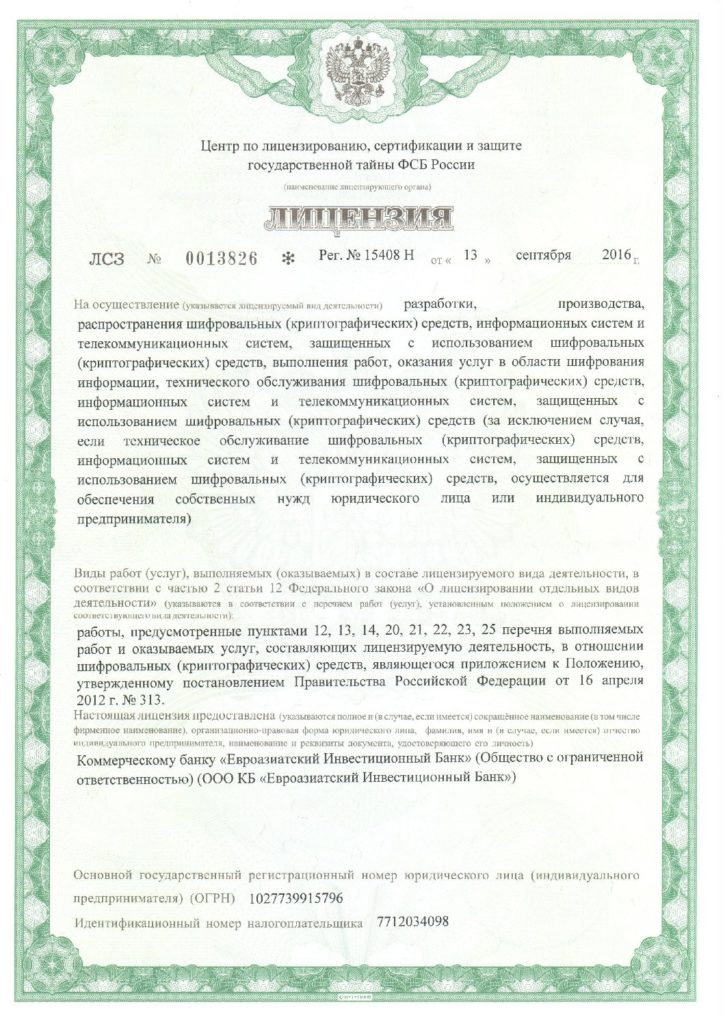 Центр по лицензированию, сертификации и защите
государственной тайны ФСБ России
(наименование лицензирующего органа)
ЛИЦЕНЗИЯ
ЛСЗ № 0013826 * Рег. № 15408 Н от « 13 » сентября 2016 г.
На осуществление (указывается лицензируемый вид деятельности) разработки, производства,
распространения шифровальных (криптографических) средств, информационных систем и
телекоммуникационных систем, защищенных с использованием шифровальных
(криптографических) средств, выполнения работ, оказания услуг в области шифрования
информации, технического обслуживания шифровальных (криптографических) средств,
информационных систем и телекоммуникационных систем, защищенных с
использованием шифровальных (криптографических) средств (за исключением случая,
если техническое обслуживание шифровальных (криптографических) средств,
информационных систем и телекоммуникационных систем, защищенных с
использованием шифровальных (криптографических) средств, осуществляется для
обеспечения собственных нужд юридического лица или индивидуального
предпринимателя)
Виды работ (услуг), выполняемых (оказываемых) в составе лицензируемого вида деятельности, в
соответствии с частью 2 статьи 12 Федерального закона «О лицензировании отдельных видов
деятельности» (указываются в соответствии с перечнем работ (услуг), установленным положением о лицензировании
соответствующего вида деятельности):
работы, предусмотренные пунктами 12, 13, 14, 20, 21, 22, 23, 25 перечня выполняемых
работ и оказываемых услуг, составляющих лицензируемую деятельность, в отношении
шифровальных (криптографических) средств, являющегося приложением к Положению,
утвержденному постановлением Правительства Российской Федерации от 16 апреля
2012 г. № 313.
Настоящая лицензия предоставлена (указываются полное и (в случае, если имеется) сокращённое наименование (в том числе
фирменное наименование), организационно-правовая форма юридического лица, фамилия, имя и (в случае, если имеется) отчество
индивидуального предпринимателя, наименование и реквизиты документа, удостоверяющего его личность)
Коммерческому банку «Евроазиатский Инвестиционный Банк» (Общество с ограниченной
ответственностью) (ООО КБ «Евроазиатский Инвестиционный Банк»)
Основной государственный регистрационный номер юридического лица (индивидуального
предпринимателя) (ОГРН) 1027739915796
Идентификационный номер налогоплательщика 7712034098